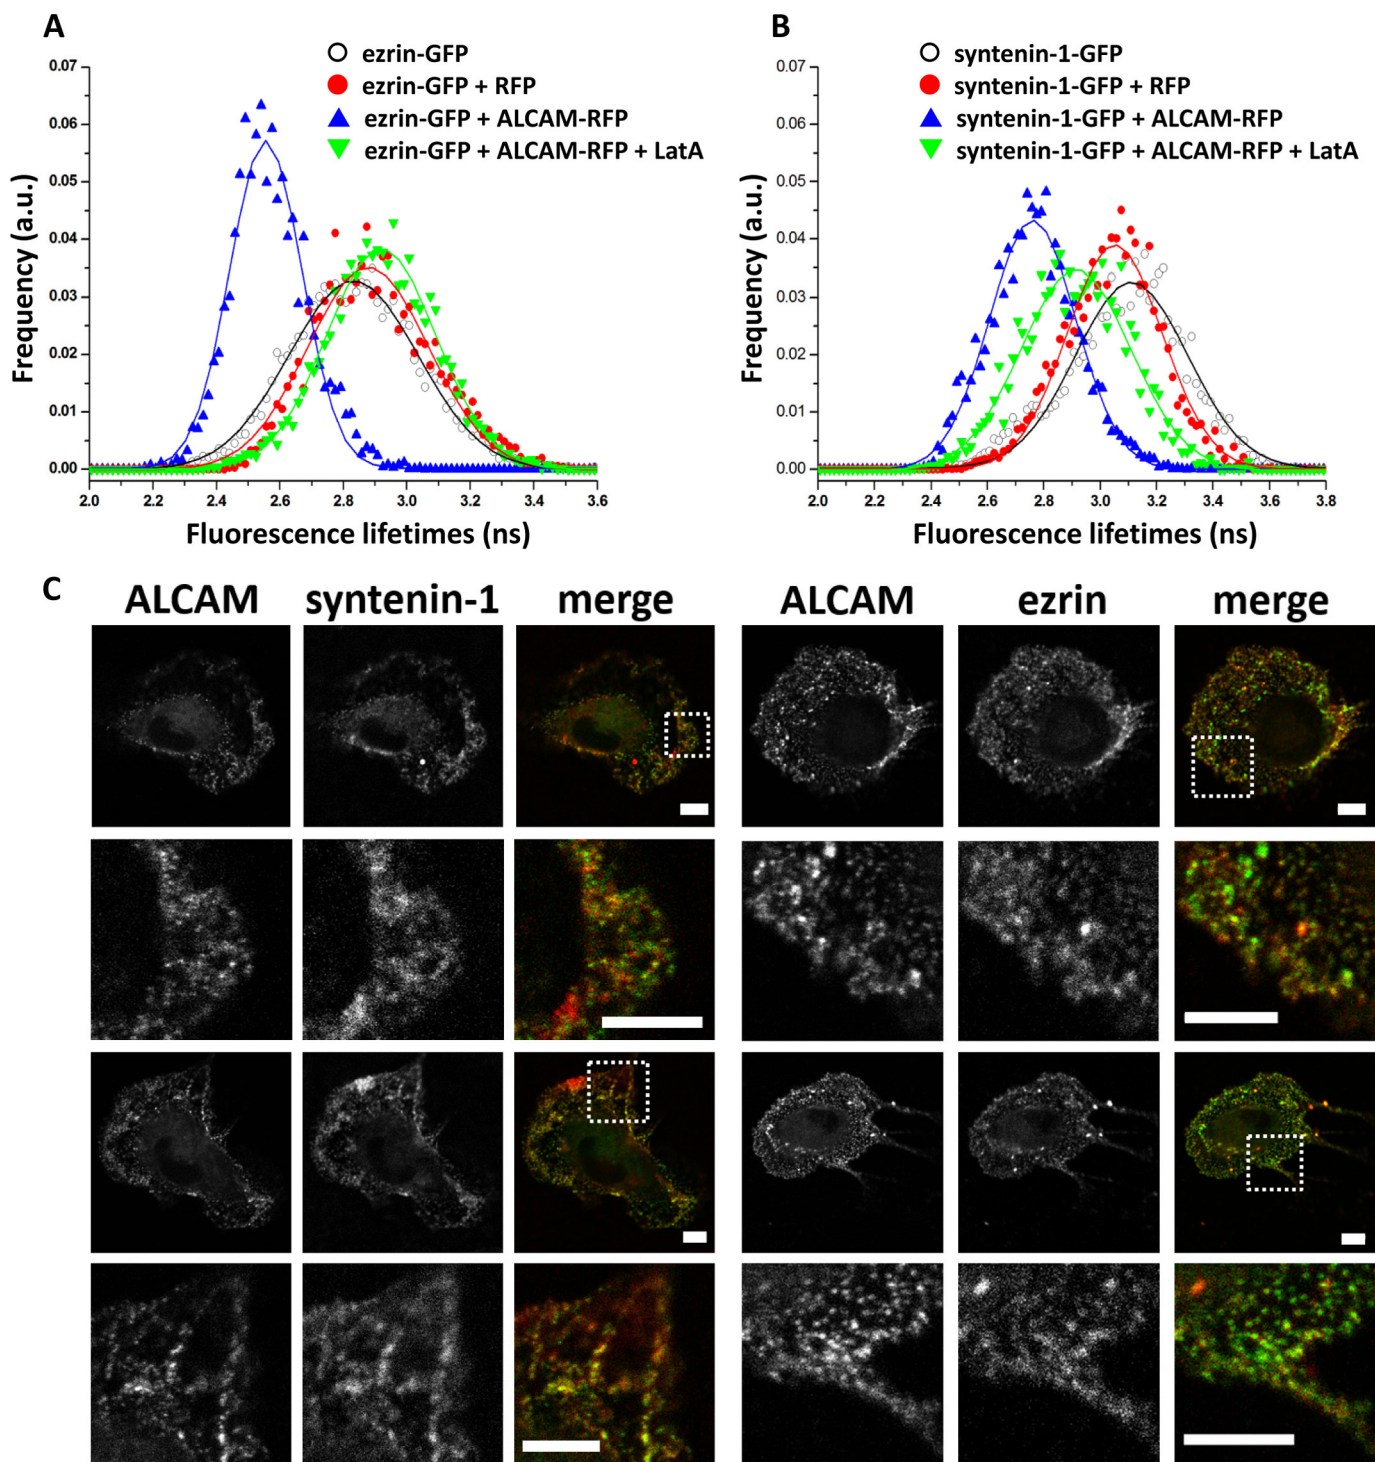 A
ezrin-GFP
ezrin-GFP + RFP
ezrin-GFP + ALCAM-RFP
ezrin-GFP + ALCAM-RFP + LatA
Frequency (a.u.)
0.07
0.06
0.05
0.04
0.03
0.02
0.01
0.00
2.0 2.2 2.4 2.6 2.8 3.0 3.2 3.4 3.6
Fluorescence lifetimes (ns)
B
syntenin-1-GFP
syntenin-1-GFP + RFP
syntenin-1-GFP + ALCAM-RFP
syntenin-1-GFP + ALCAM-RFP + LatA
Frequency (a.u.)
0.07
0.06
0.05
0.04
0.03
0.02
0.01
0.00
2.0 2.2 2.4 2.6 2.8 3.0 3.2 3.4 3.6 3.8
Fluorescence lifetimes (ns)
C
ALCAM syntenin-1 merge ALCAM ezrin merge